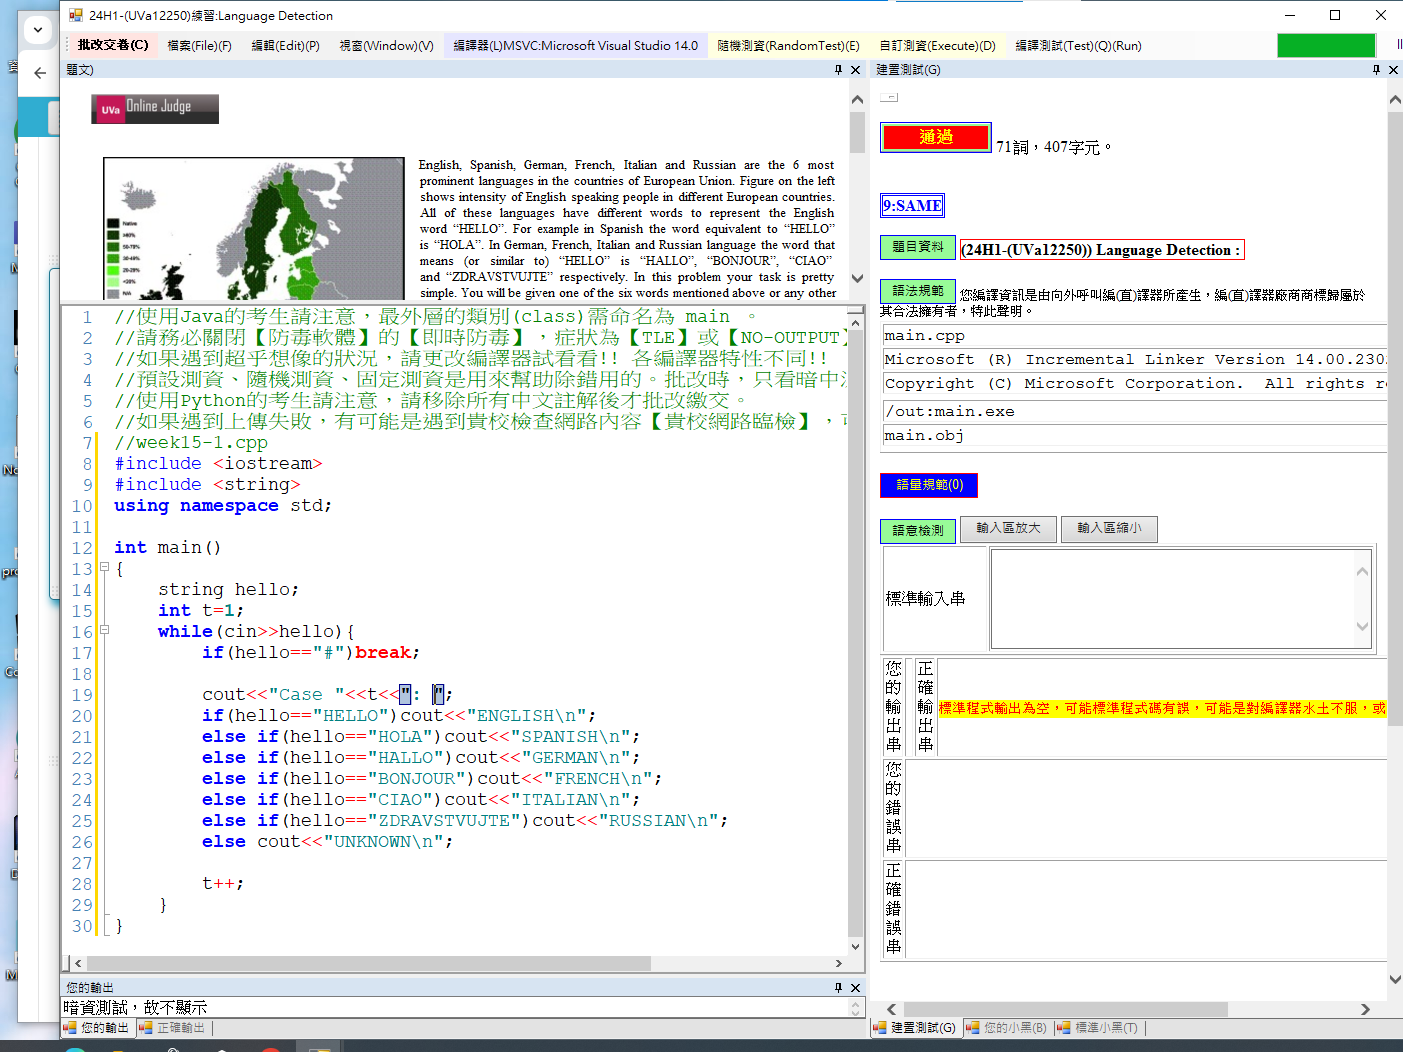 24H1-(UVa12250)練習:Language Detection
批改交卷(C) 檔案(File)(F) 編輯(Edit)(P) 視窗(Window)(V) 編譯器(L)MSVC:Microsoft Visual Studio 14.0 隨機測資(RandomTest)(E) 自訂測資(Execute)(D) 編譯測試(Test)(Q)(Run)
題文)
UVa Online Judge
English, Spanish, German, French, Italian and Russian are the 6 most
prominent languages in the countries of European Union. Figure on the left
shows intensity of English speaking people in different European countries.
All of these languages have different words to represent the English
word “HELLO”. For example in Spanish the word equivalent to “HELLO”
is “HOLA”. In German, French, Italian and Russian language the word that
means (or similar to) “HELLO” is “HALLO”, “BONJOUR”, “CIAO”
and “ZDRAVSTVUJTE” respectively. In this problem your task is pretty
simple. You will be given one of the six words mentioned above or any other
1 //使用Java的考生請注意，最外層的類別(class)需命名為 main 。
2 //請務必關閉【防毒軟體】的【即時防毒】，症狀為【TLE】或【NO-OUTPUT】
3 //如果遇到超乎想像的狀況，請更改編譯器試看看!! 各編譯器特性不同!!
4 //預設測資、隨機測資、固定測資是用來幫助除錯用的。批改時，只看暗中測
5 //使用Python的考生請注意，請移除所有中文註解後才批改繳交。
6 //如果遇到上傳失敗，有可能是遇到貴校檢查網路內容【貴校網路臨檢】，可
7 //week15-1.cpp
8 #include <iostream>
9 #include <string>
10 using namespace std;
11
12 int main()
13 {
14     string hello;
15     int t=1;
16     while(cin>>hello){
17         if(hello=="#")break;
18
19         cout<<"Case "<<t<<": ";
20         if(hello=="HELLO")cout<<"ENGLISH\n";
21         else if(hello=="HOLA")cout<<"SPANISH\n";
22         else if(hello=="HALLO")cout<<"GERMAN\n";
23         else if(hello=="BONJOUR")cout<<"FRENCH\n";
24         else if(hello=="CIAO")cout<<"ITALIAN\n";
25         else if(hello=="ZDRAVSTVUJTE")cout<<"RUSSIAN\n";
26         else cout<<"UNKNOWN\n";
27
28         t++;
29     }
30 }
您的輸出
暗資測試，故不顯示
您的輸出 正確輸出
建置測試(G)
通過 71詞，407字元。
9:SAME
題目資料 (24H1-(UVa12250)) Language Detection :
語法規範 您編譯資訊是由向外呼叫編(直)譯器所產生，編(直)譯器廠商商標歸屬於
其合法擁有者，特此聲明。
main.cpp
Microsoft (R) Incremental Linker Version 14.00.230
Copyright (C) Microsoft Corporation.  All rights r
/out:main.exe
main.obj
語量規範(0)
語意檢測 輸入區放大 輸入區縮小
標準輸入串
您的輸出串 正確輸出串 標準程式輸出為空，可能標準程式碼有誤，可能是對編譯器水土不服，或
您的錯誤串
正確錯誤串
建置測試(G) 您的小黑(B) 標準小黑(T)